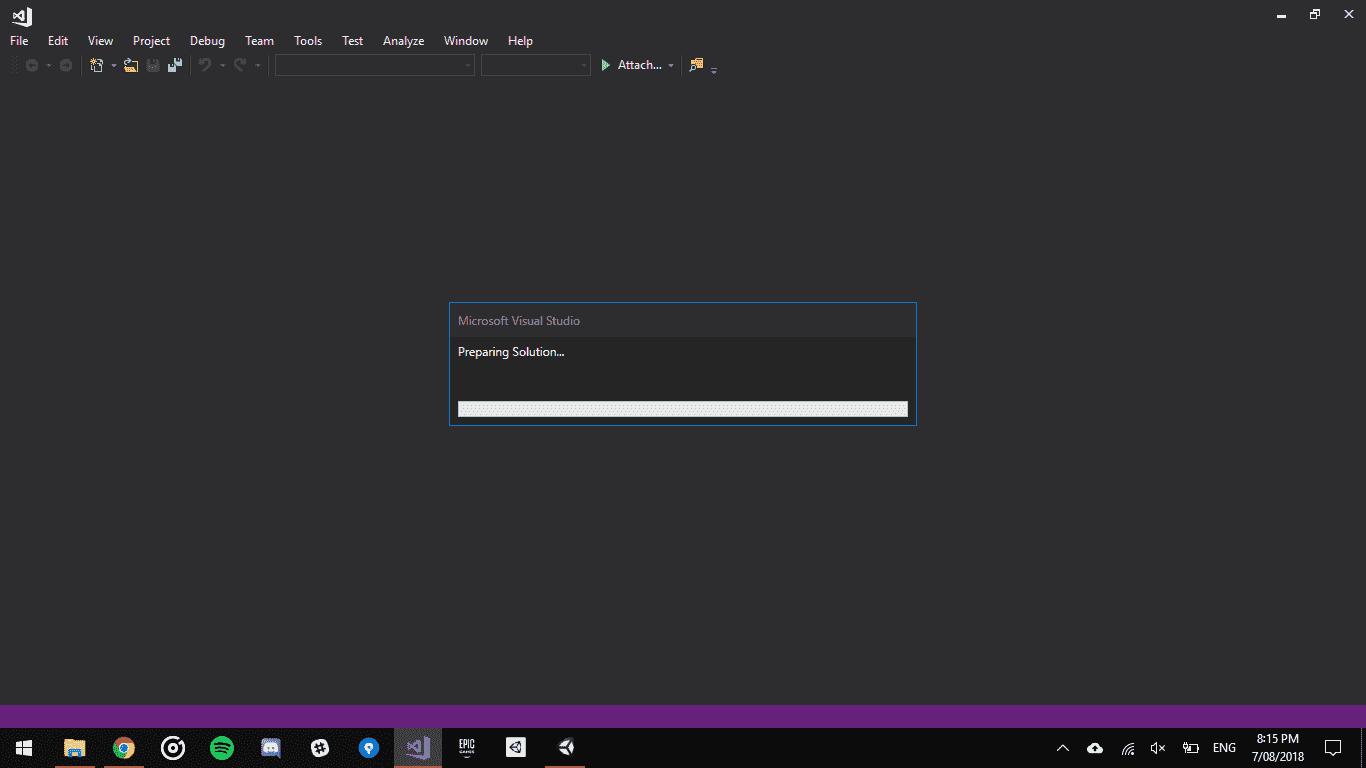 File Edit View Project Debug Team Tools Test Analyze Window Help
Attach...
Microsoft Visual Studio
Preparing Solution...
EPIC
GAMES
ENG
8:15 PM
7/08/2018